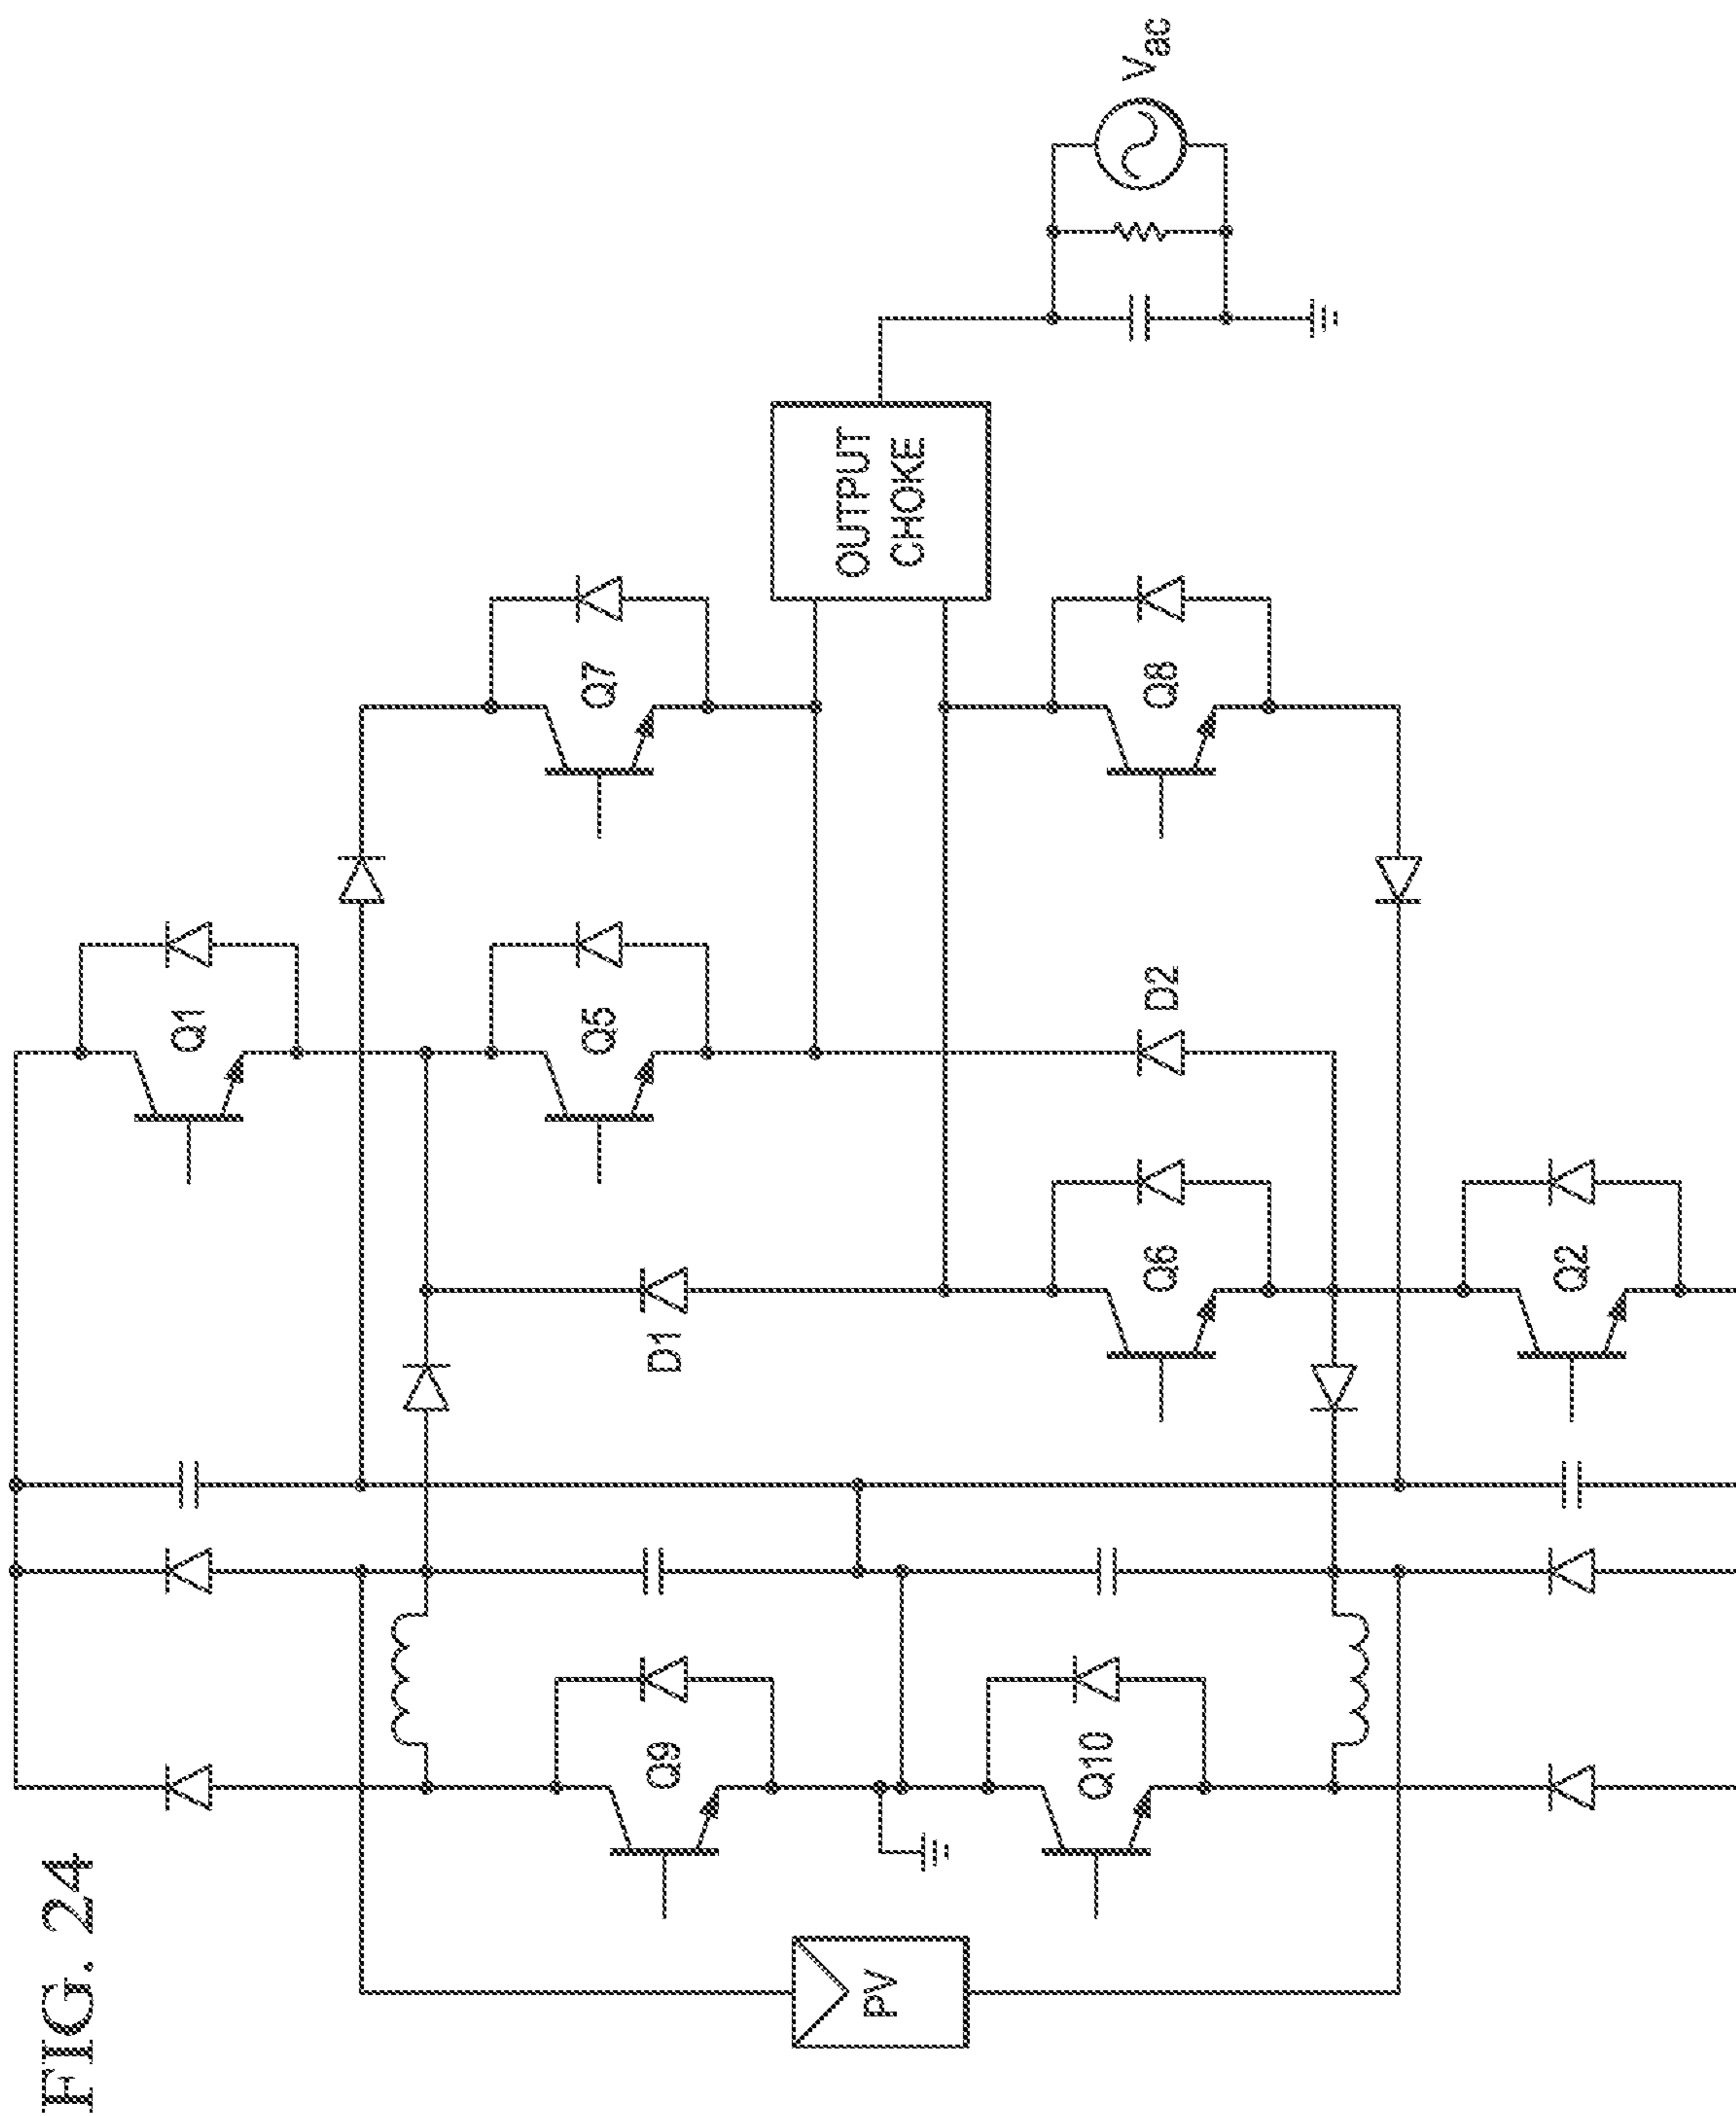 FIG. 24
PV
Q9
Q10
D1
Q1
Q5
Q6
Q2
D2
Q7
Q8
OUTPUT
CHOKE
Vac